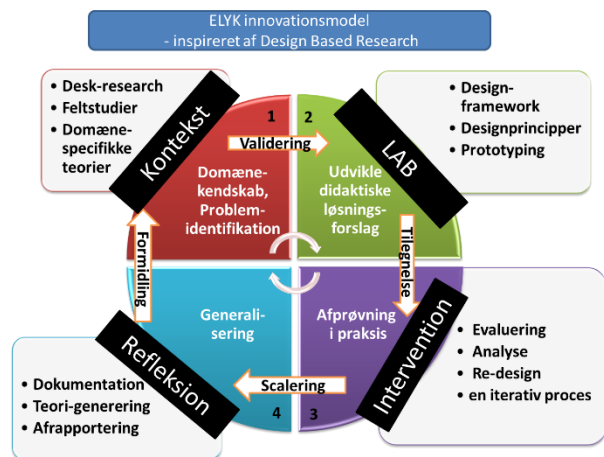 ELYK innovationsmodel
- inspireret af Design Based Research
• Desk-research
• Feltstudier
• Domæne-
specifikke
teorier
Kontekst
1
Validering
Domæne-
kendskab,
Problem-
identifikation
2
Udvikle
didaktiske
løsnings-
forslag
LAB
• Design-
framework
• Designprincipper
• Prototyping
Tilegnelse
Afprøvning
i praksis
3
Intervention
• Evaluering
• Analyse
• Re-design
• en iterativ proces
Scalering
Generali-
sering
4
Refleksion
• Dokumentation
• Teori-generering
• Afrapportering
Formidling